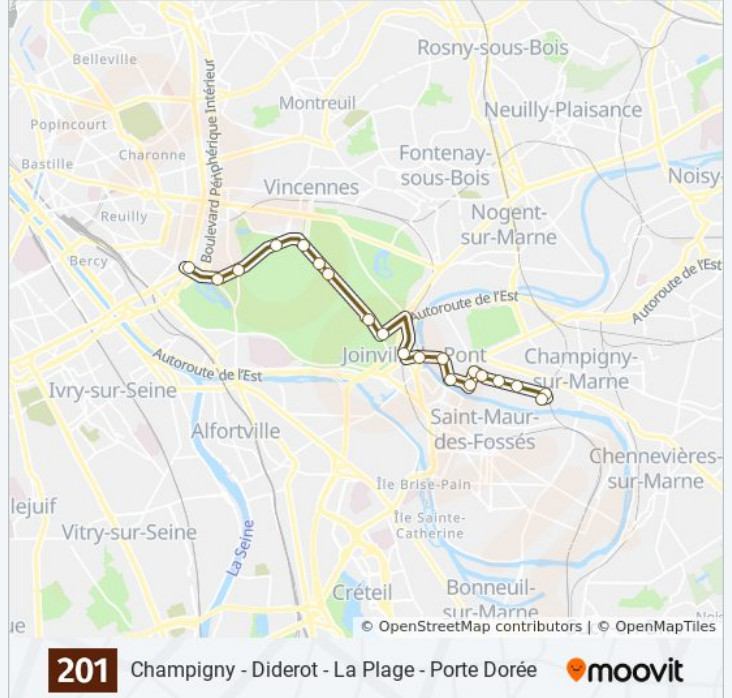 Rosny-sous-Bois
Belleville
Boulevard Périphérique Intérieur
Montreuil
Neuilly-Plaisance
Popincourt
Charonne
Fontenay-
sous-Bois
Bastille
Noisy-
Vincennes
Reuilly
Nogent-
sur-Marne
Bercy
Autoroute de l'Est
Autoroute de l'Est
Autoroute de l'Est
Joinville-le-Pont
Champigny-
sur-Marne
Ivry-sur-Seine
Saint-Maur-
des-Fossés
Alfortville
Chennevières-
sur-Marne
Île Brise-Pain
lejuif
Île Sainte-
Catherine
Vitry-sur-Seine
La Seine
Créteil
Bonneuil-
sur-Marne
ue
© OpenStreetMap contributors | © OpenMapTiles
201 Champigny - Diderot - La Plage - Porte Dorée moovit